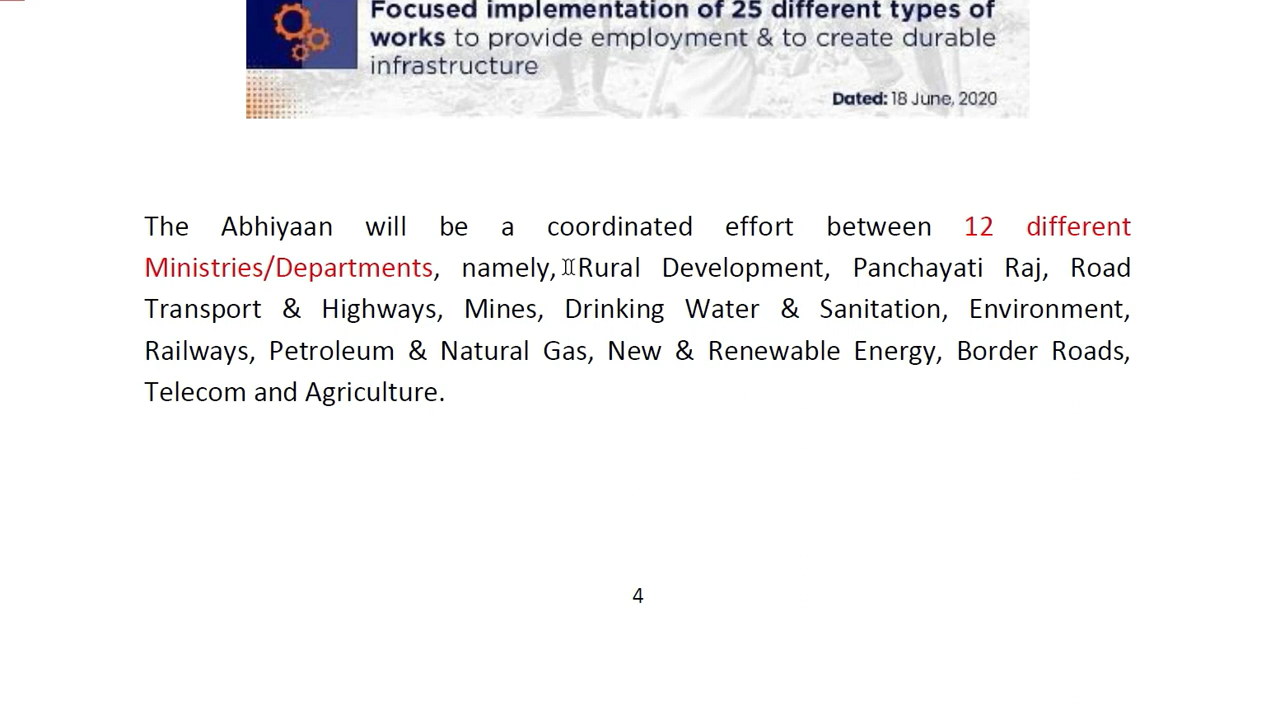 Focused implementation of 25 different types of
works to provide employment & to create durable
infrastructure
Dated: 18 June, 2020
The Abhiyaan will be a coordinated effort between 12 different
Ministries/Departments, namely, Rural Development, Panchayati Raj, Road
Transport & Highways, Mines, Drinking Water & Sanitation, Environment,
Railways, Petroleum & Natural Gas, New & Renewable Energy, Border Roads,
Telecom and Agriculture.
4